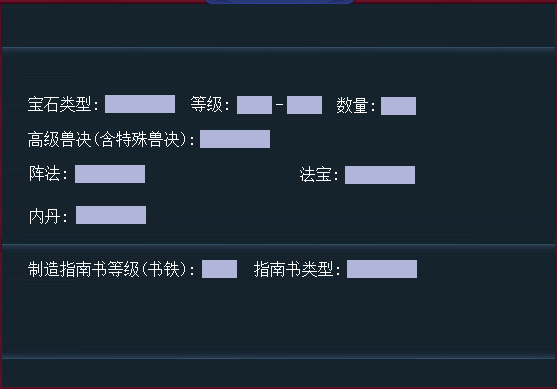 宝石类型: 等级: - 数量:
高级兽决(含特殊兽决):
阵法: 法宝:
内丹:
制造指南书等级(书铁): 指南书类型: